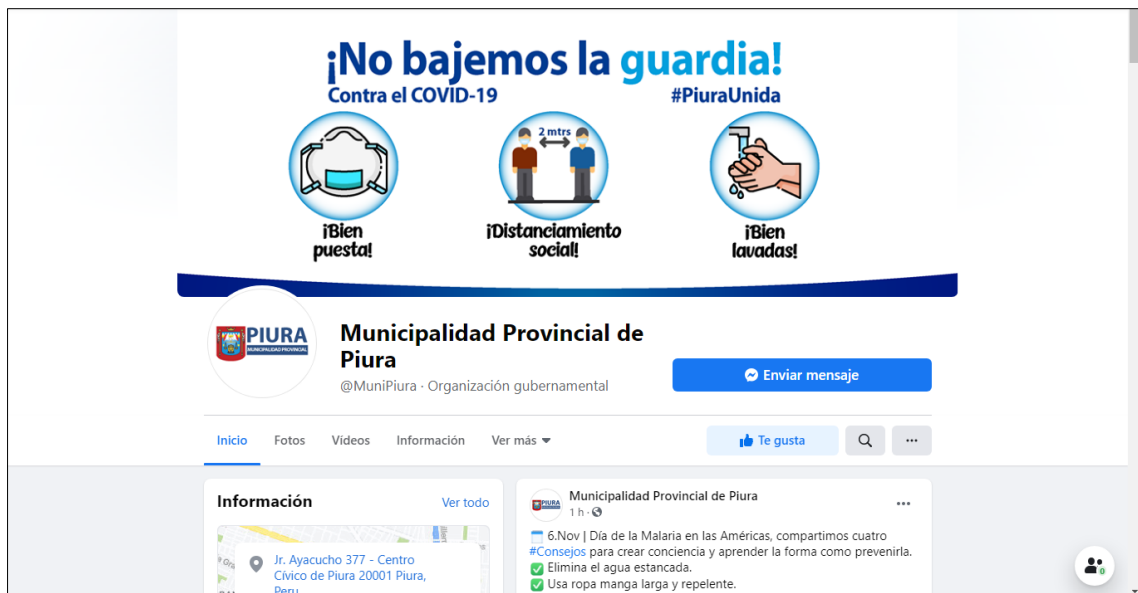 ¡No bajemos la guardia!
Contra el COVID-19 #PiuraUnida
2 mtrs
¡Bien
puesta!
¡Distanciamiento
social!
¡Bien
lavadas!
PIURA
MUNICIPALIDAD PROVINCIAL
Municipalidad Provincial de
Piura
@MuniPiura · Organización gubernamental
Enviar mensaje
Inicio Fotos Videos Información Ver más
Te gusta
Información Ver todo
Jr. Ayacucho 377 - Centro
Cívico de Piura 20001 Piura,
Peru
PIURA
Municipalidad Provincial de Piura
1 h ·
6.Nov | Día de la Malaria en las Américas, compartimos cuatro
#Consejos para crear conciencia y aprender la forma como prevenirla.
Elimina el agua estancada.
Usa ropa manga larga y repelente.
0